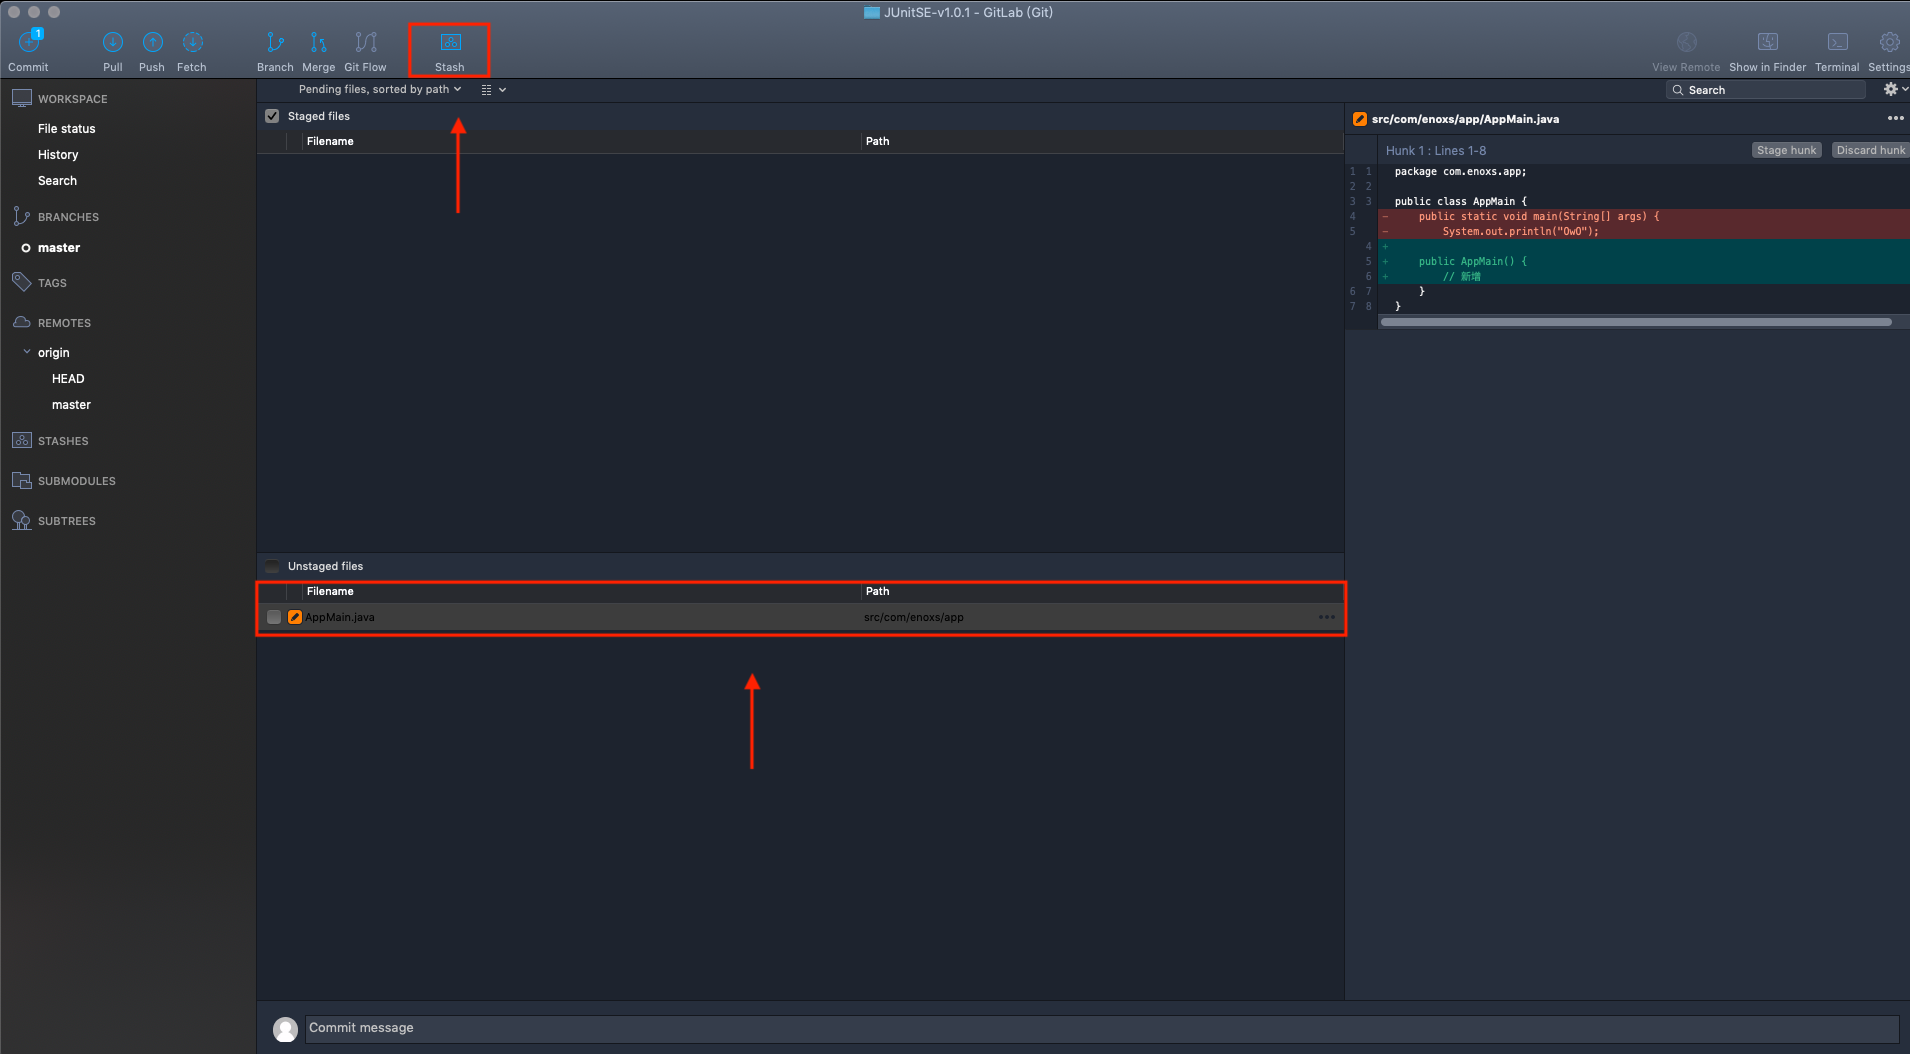 JUnitSE-v1.0.1 - GitLab (Git)
1
Commit
Pull
Push
Fetch
Branch
Merge
Git Flow
Stash
View Remote
Show in Finder
Terminal
Settings
Pending files, sorted by path
Search
WORKSPACE
File status
History
Search
BRANCHES
master
TAGS
REMOTES
origin
HEAD
master
STASHES
SUBMODULES
SUBTREES
Staged files
Filename Path
Unstaged files
Filename Path
AppMain.java src/com/enoxs/app
src/com/enoxs/app/AppMain.java
Hunk 1 : Lines 1-8 Stage hunk Discard hunk
1 1 package com.enoxs.app;
2 2
3 3 public class AppMain {
4 - public static void main(String[] args) {
5 - System.out.println("OwO");
4 +
5 + public AppMain() {
6 + // 新增
6 7 }
7 8 }
Commit message